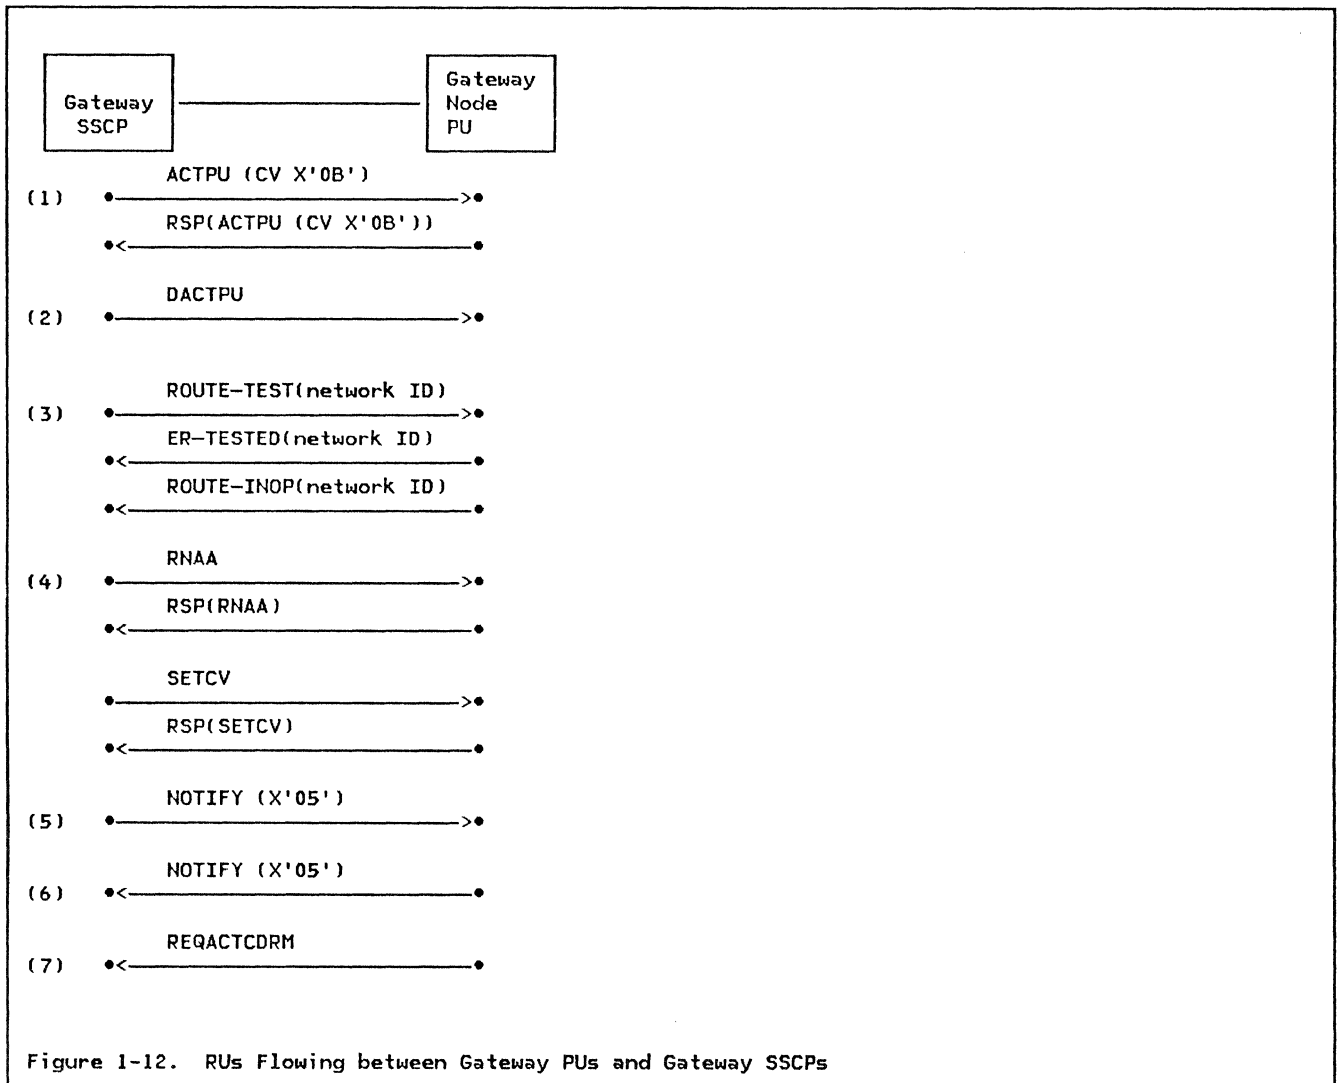 Gateway
SSCP
Gateway
Node
PU
ACTPU (CV X'0B')
(1)
RSP(ACTPU (CV X'0B'))
DACTPU
(2)
ROUTE-TEST(network ID)
(3)
ER-TESTED(network ID)
ROUTE-INOP(network ID)
RNAA
(4)
RSP(RNAA)
SETCV
RSP(SETCV)
NOTIFY (X'05')
(5)
NOTIFY (X'05')
(6)
REQACTCDRM
(7)
Figure 1-12. RUs Flowing between Gateway PUs and Gateway SSCPs